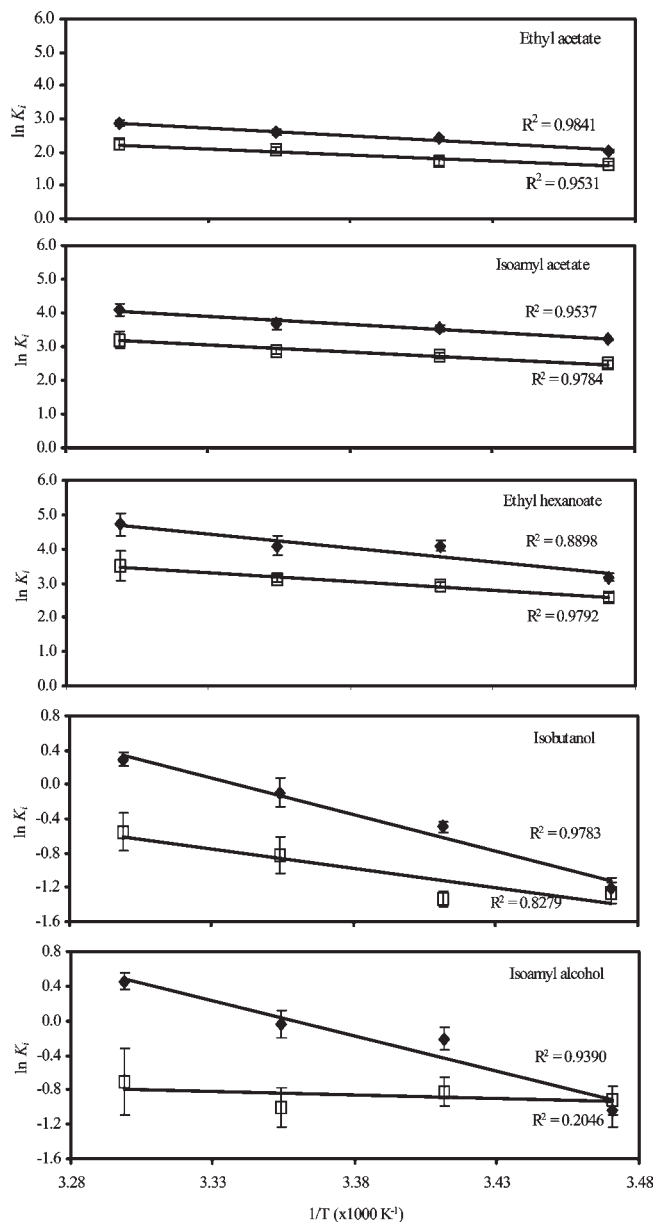 Ethyl acetate
6.0
5.0
4.0
3.0
2.0
1.0
0.0
ln Ki
R² = 0.9841
R² = 0.9531
Isoamyl acetate
6.0
5.0
4.0
3.0
2.0
1.0
0.0
ln Ki
R² = 0.9537
R² = 0.9784
Ethyl hexanoate
6.0
5.0
4.0
3.0
2.0
1.0
0.0
ln Ki
R² = 0.8898
R² = 0.9792
Isobutanol
0.8
0.4
0.0
-0.4
-0.8
-1.2
-1.6
ln Ki
R² = 0.9783
R² = 0.8279
Isoamyl alcohol
0.8
0.4
0.0
-0.4
-0.8
-1.2
-1.6
ln Ki
R² = 0.9390
R² = 0.2046
3.28 3.33 3.38 3.43 3.48
1/T (x1000 K⁻¹)